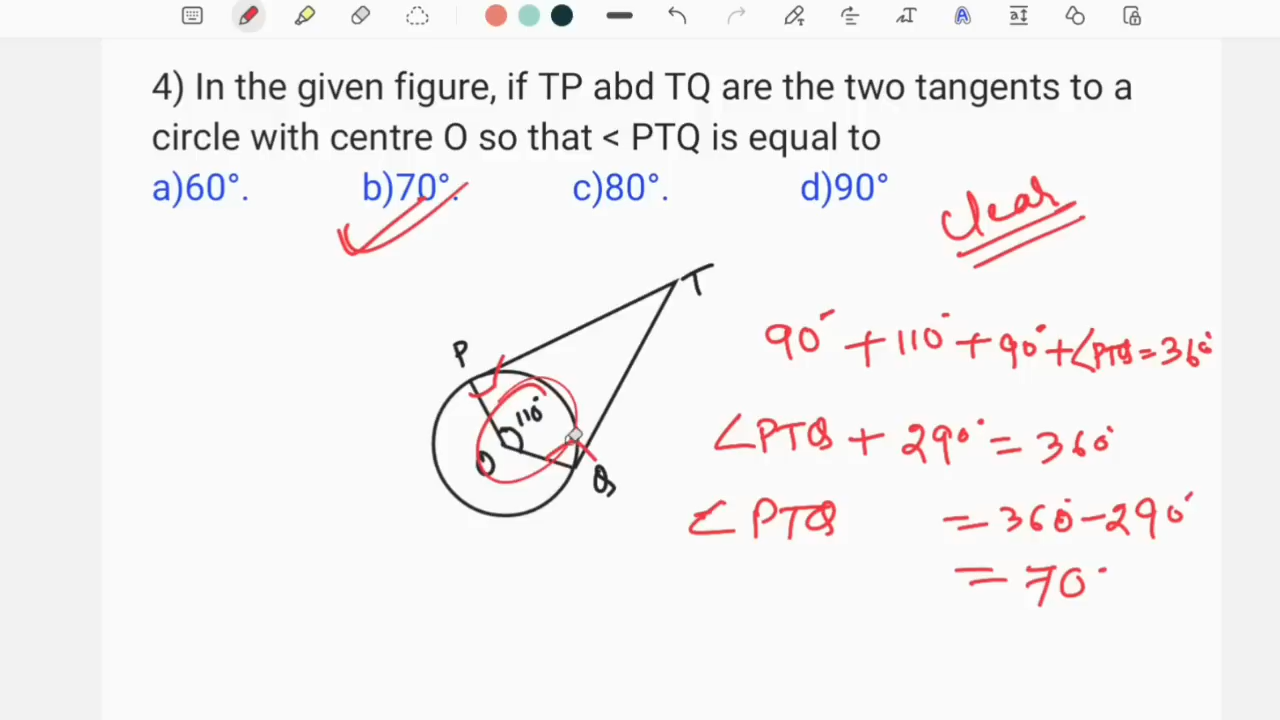 4) In the given figure, if TP abd TQ are the two tangents to a
circle with centre O so that < PTQ is equal to
a)60°. b)70°. c)80°. d)90°
clear
T
P
110°
O
Q
90° + 110° + 90° + ∠PTQ = 360°
∠PTQ + 290° = 360°
∠PTQ = 360° - 290°
= 70°